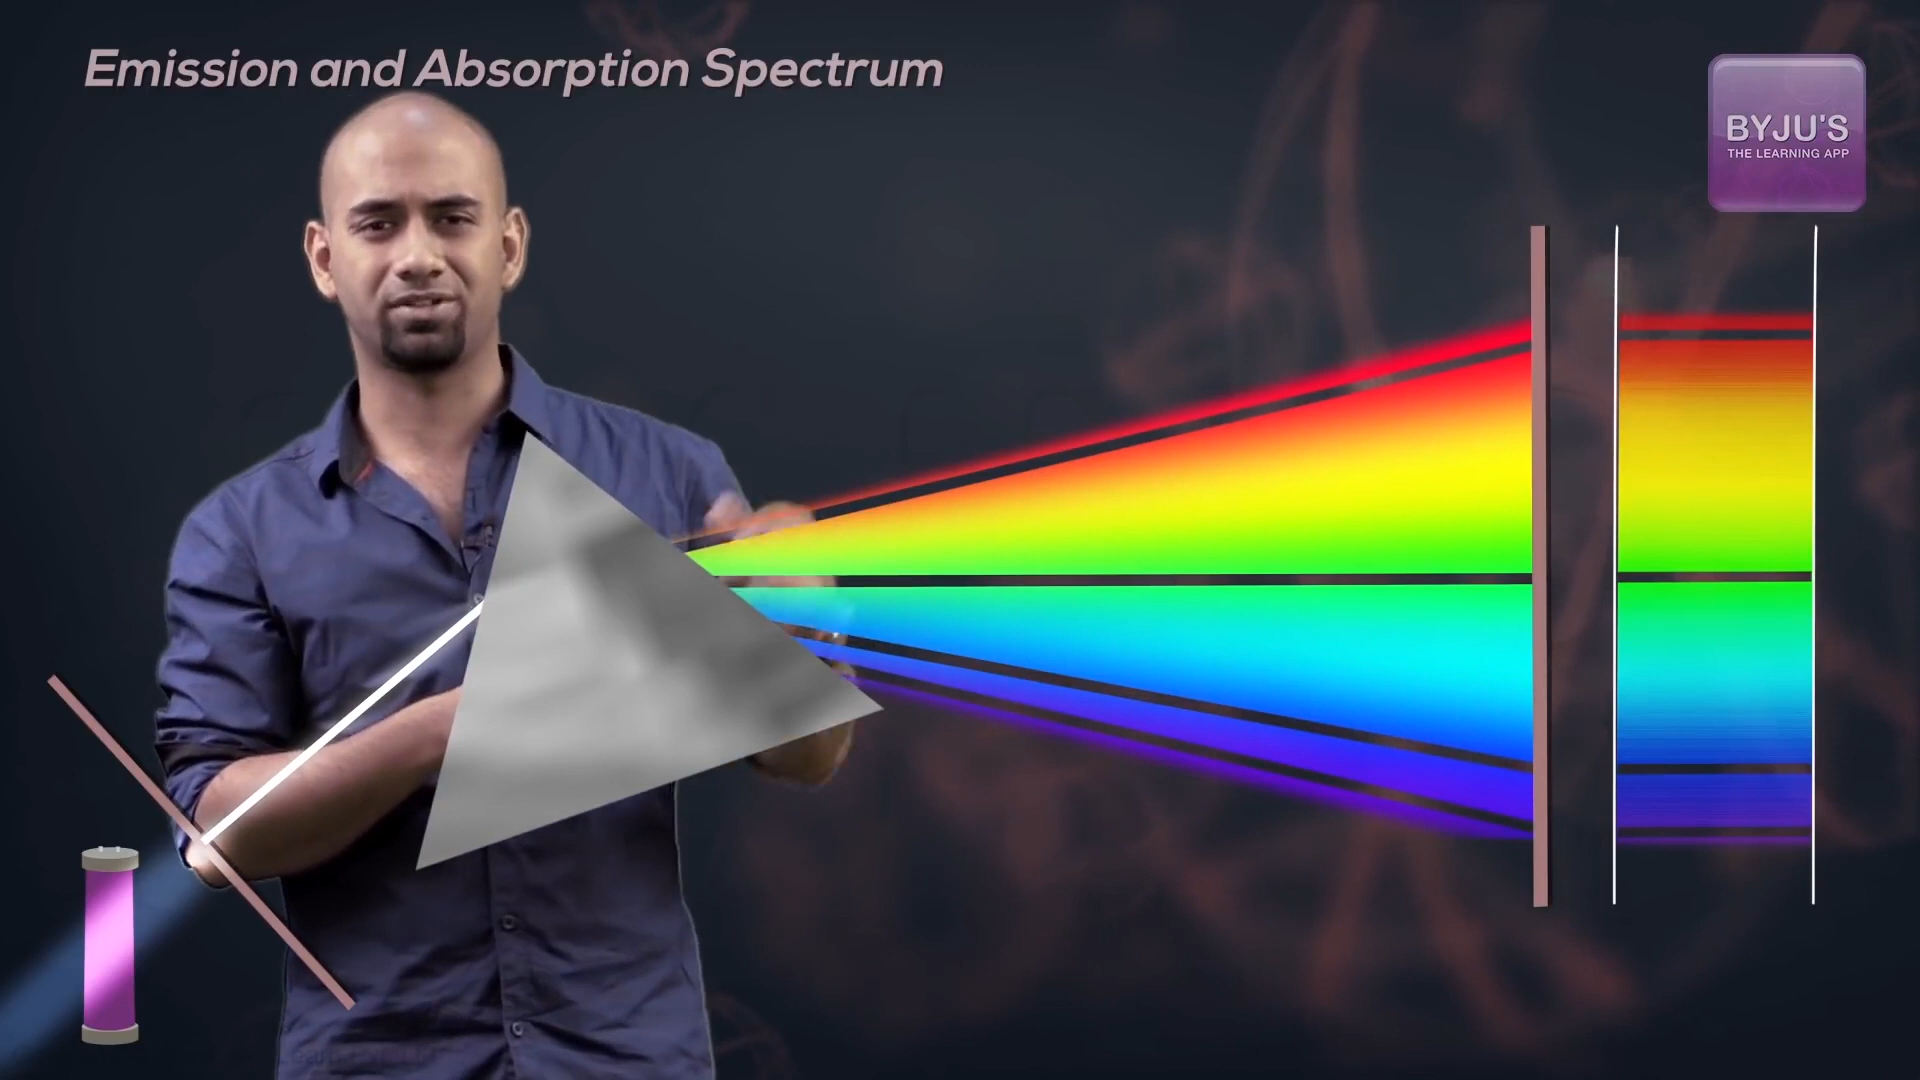 Emission and Absorption Spectrum
BYJU'S
THE LEARNING APP